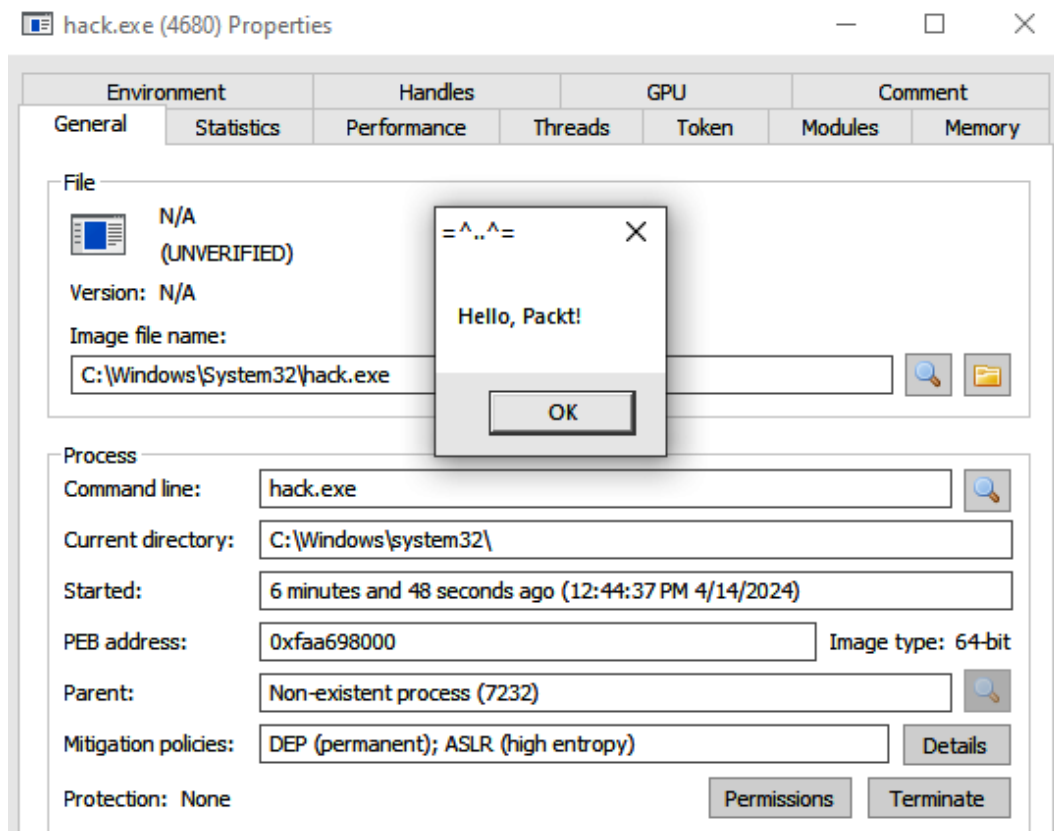 hack.exe (4680) Properties
Environment Handles GPU Comment
General Statistics Performance Threads Token Modules Memory
File
N/A
(UNVERIFIED)
Version: N/A
Image file name:
C:\Windows\System32\hack.exe
=^..^=
Hello, Packt!
OK
Process
Command line: hack.exe
Current directory: C:\Windows\system32\
Started: 6 minutes and 48 seconds ago (12:44:37 PM 4/14/2024)
PEB address: 0xfaa698000 Image type: 64-bit
Parent: Non-existent process (7232)
Mitigation policies: DEP (permanent); ASLR (high entropy) Details
Protection: None Permissions Terminate